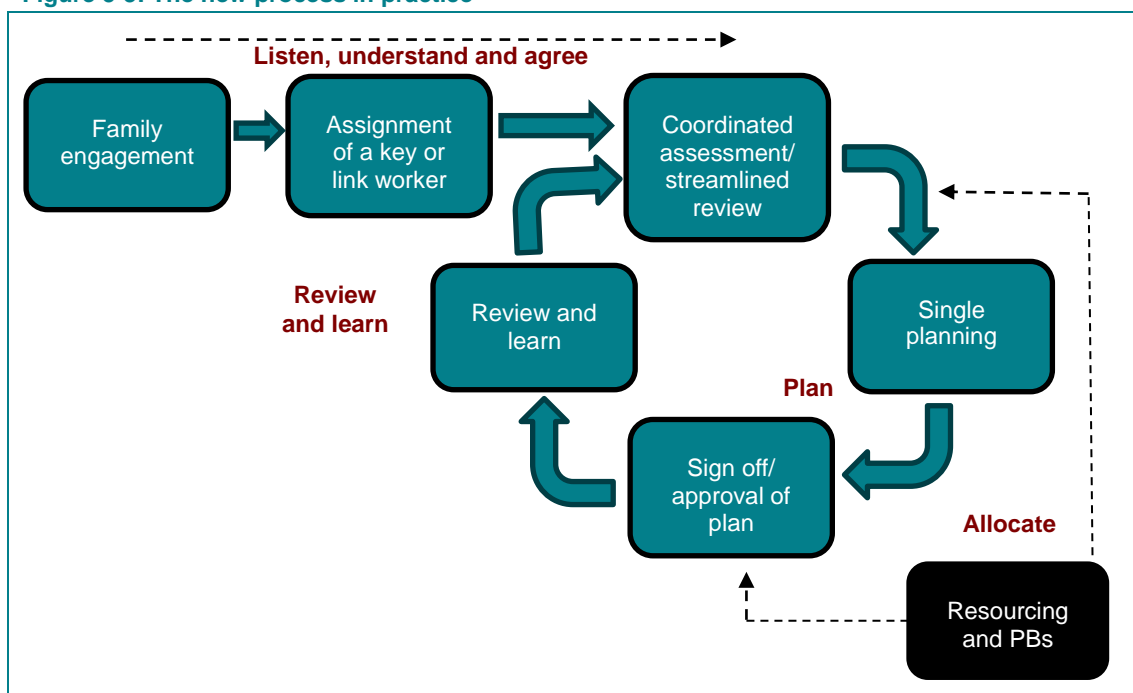 Listen, understand and agree
Family
engagement
Assignment
of a key or
link worker
Coordinated
assessment/
streamlined
review
Review
and learn
Review and
learn
Single
planning
Plan
Sign off/
approval of
plan
Allocate
Resourcing
and PBs